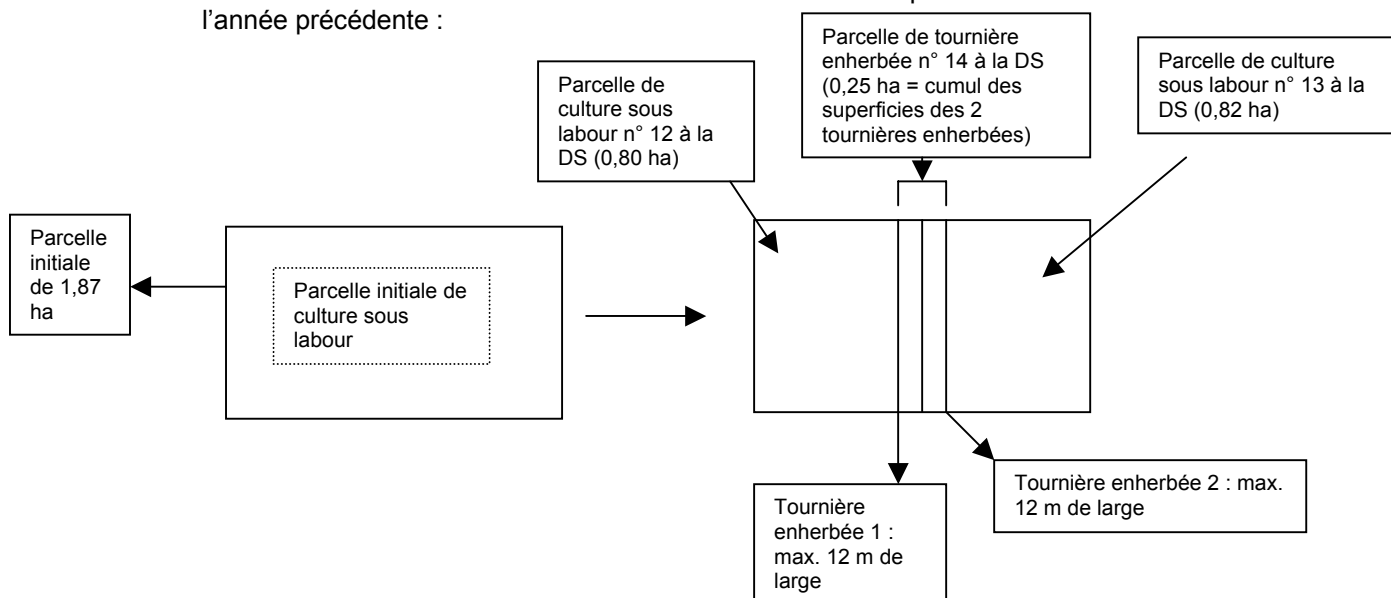 l’année précédente :
Parcelle de tournière
enherbée n° 14 à la DS
(0,25 ha = cumul des
superficies des 2
tournières enherbées)
Parcelle de culture
sous labour n° 13 à la
DS (0,82 ha)
Parcelle de
culture sous
labour n° 12 à la
DS (0,80 ha)
Parcelle
initiale
de 1,87
ha
Parcelle initiale de
culture sous
labour
Tournière
enherbée 1 :
max. 12 m de
large
Tournière enherbée 2 : max.
12 m de large